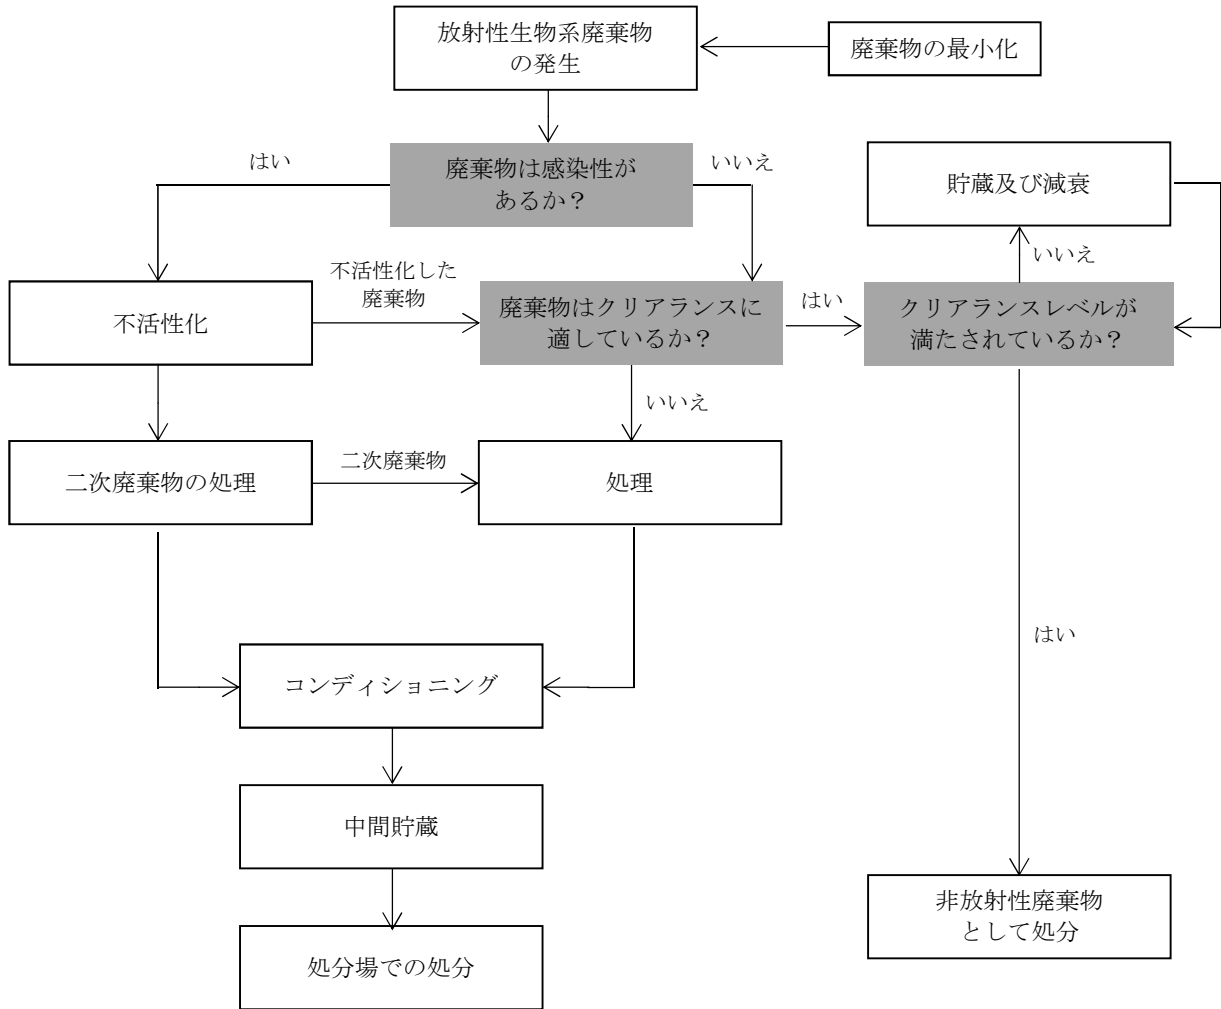 放射性生物系廃棄物
の発生
廃棄物の最小化
はい
廃棄物は感染性が
あるか？
いいえ
貯蔵及び減衰
いいえ
不活性化
不活性化した
廃棄物
廃棄物はクリアランスに
適しているか？
はい
クリアランスレベルが
満たされているか？
いいえ
二次廃棄物の処理
二次廃棄物
処理
はい
コンディショニング
中間貯蔵
非放射性廃棄物
として処分
処分場での処分